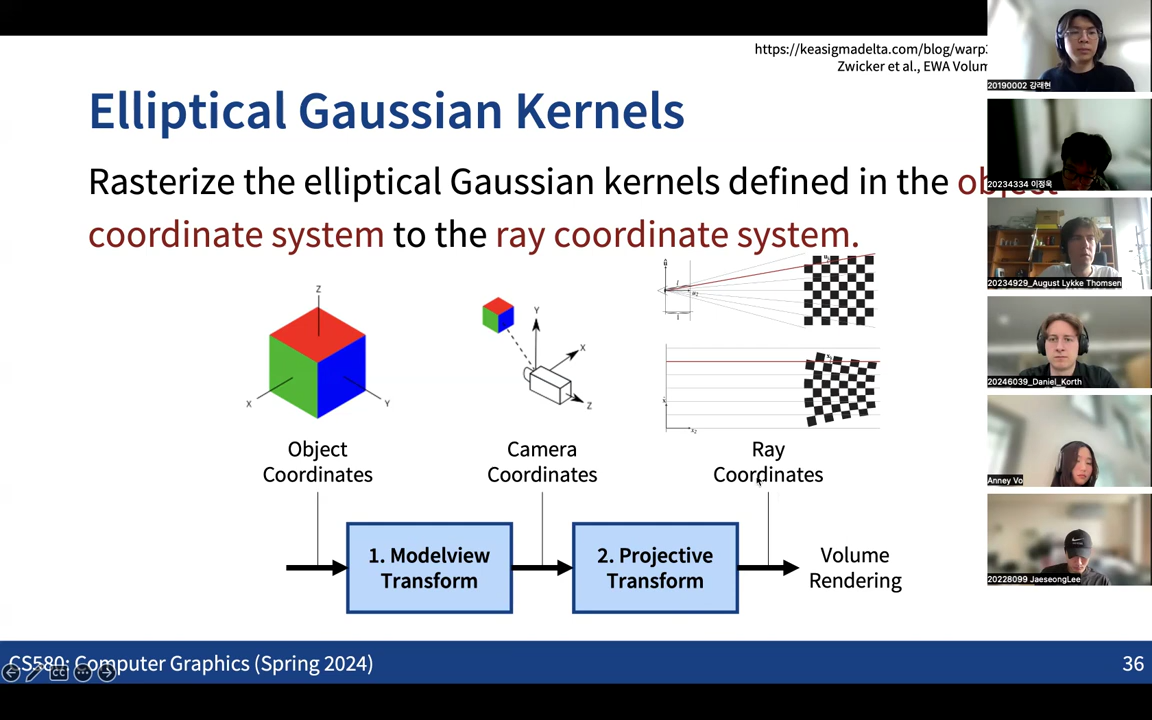 https://keasigmadelta.com/blog/warp
Zwicker et al., EWA Volum
Elliptical Gaussian Kernels
Rasterize the elliptical Gaussian kernels defined in the object
coordinate system to the ray coordinate system.
Z
X
Y
Y
X
Z
Object
Coordinates
Camera
Coordinates
Ray
Coordinates
1. Modelview
Transform
2. Projective
Transform
Volume
Rendering
CS580: Computer Graphics (Spring 2024)
36
20190002 강래현
20234334 이정욱
20234929_August Lykke Thomsen
20246039_Daniel_Korth
Anney Vo
20228099 JaeseongLee